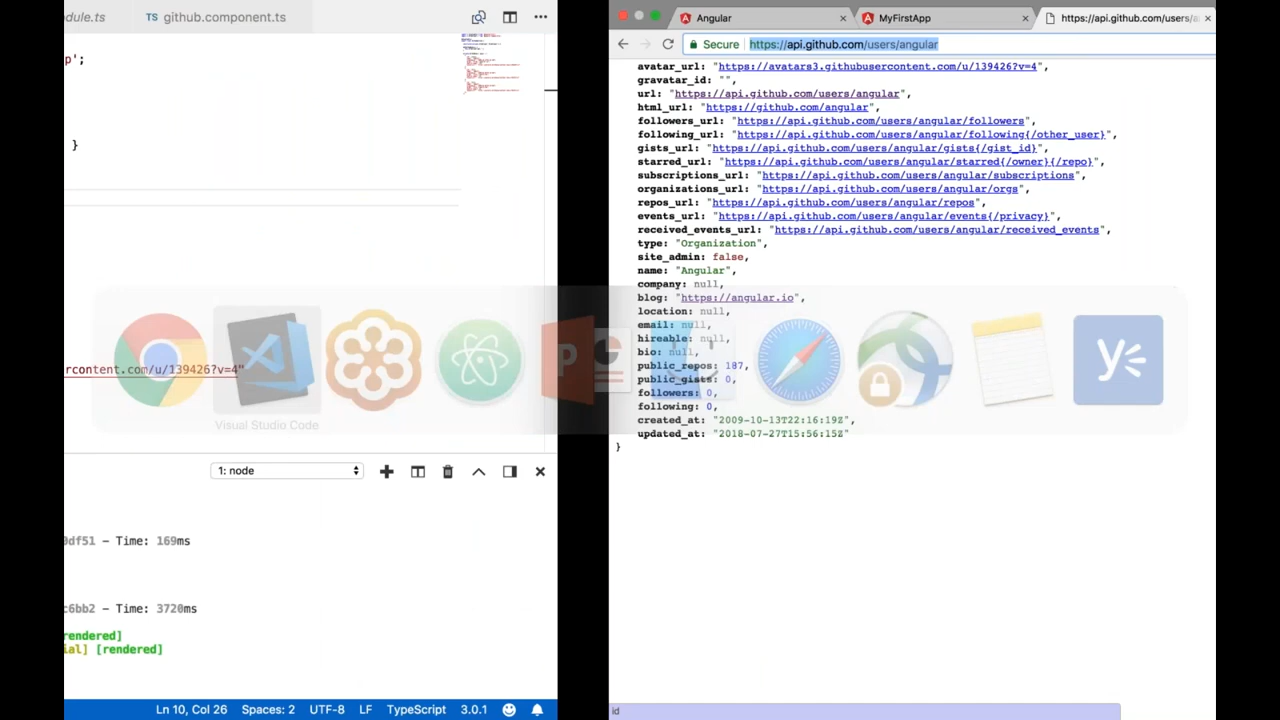 odule.ts
TS github.component.ts
p';
}
ercontent.com/u/139426?v=4"
1: node
0df51 – Time: 169ms
c6bb2 – Time: 3720ms
rendered]
ial] [rendered]
Ln 10, Col 26 Spaces: 2 UTF-8 LF TypeScript 3.0.1
Angular
MyFirstApp
https://api.github.com/users/a
Secure https://api.github.com/users/angular
avatar_url: "https://avatars3.githubusercontent.com/u/139426?v=4",
gravatar_id: "",
url: "https://api.github.com/users/angular",
html_url: "https://github.com/angular",
followers_url: "https://api.github.com/users/angular/followers",
following_url: "https://api.github.com/users/angular/following{/other_user}",
gists_url: "https://api.github.com/users/angular/gists{/gist_id}",
starred_url: "https://api.github.com/users/angular/starred{/owner}{/repo}",
subscriptions_url: "https://api.github.com/users/angular/subscriptions",
organizations_url: "https://api.github.com/users/angular/orgs",
repos_url: "https://api.github.com/users/angular/repos",
events_url: "https://api.github.com/users/angular/events{/privacy}",
received_events_url: "https://api.github.com/users/angular/received_events",
type: "Organization",
site_admin: false,
name: "Angular",
company: null,
blog: "https://angular.io",
location: null,
email: null,
hireable: null,
bio: null,
public_repos: 187,
public_gists: 0,
followers: 0,
following: 0,
created_at: "2009-10-13T22:16:19Z",
updated_at: "2018-07-27T15:56:15Z"
}
Visual Studio Code
id